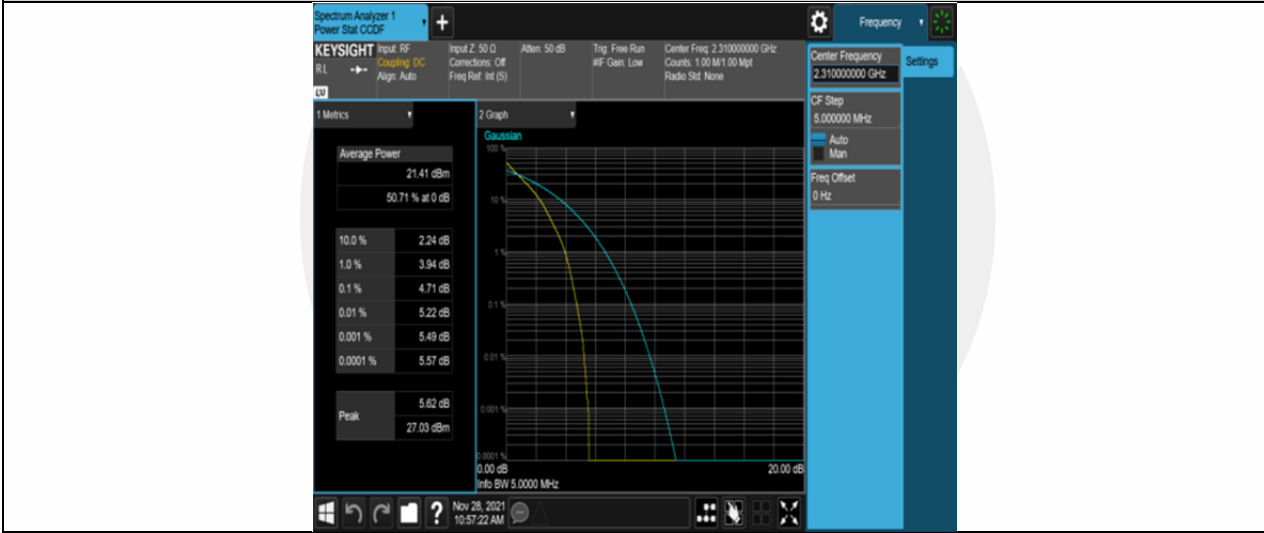 Spectrum Analyzer 1
Power Stat CCDF
Frequency
KEYSIGHT
Input: RF
Coupling: DC
Align: Auto
Input Z: 50 Ω
Corrections: Off
Freq Ref: Int (S)
Atten: 50 dB
Trig: Free Run
#IF Gain: Low
Center Freq: 2.310000000 GHz
Counts: 1.00 M/1.00 Mpt
Radio Std: None
RL
Center Frequency
2.310000000 GHz
Settings
CF Step
5.000000 MHz
Auto
Man
Freq Offset
0 Hz
1 Metrics
Average Power
21.41 dBm
50.71 % at 0 dB
10.0 % 2.24 dB
1.0 % 3.94 dB
0.1 % 4.71 dB
0.01 % 5.22 dB
0.001 % 5.49 dB
0.0001 % 5.57 dB
Peak
5.62 dB
27.03 dBm
2 Graph
Gaussian
100 %
10 %
1 %
0.1 %
0.01 %
0.001 %
0.0001 %
0.00 dB
20.00 dB
Info BW 5.0000 MHz
?
Nov 28, 2021
10:57:22 AM